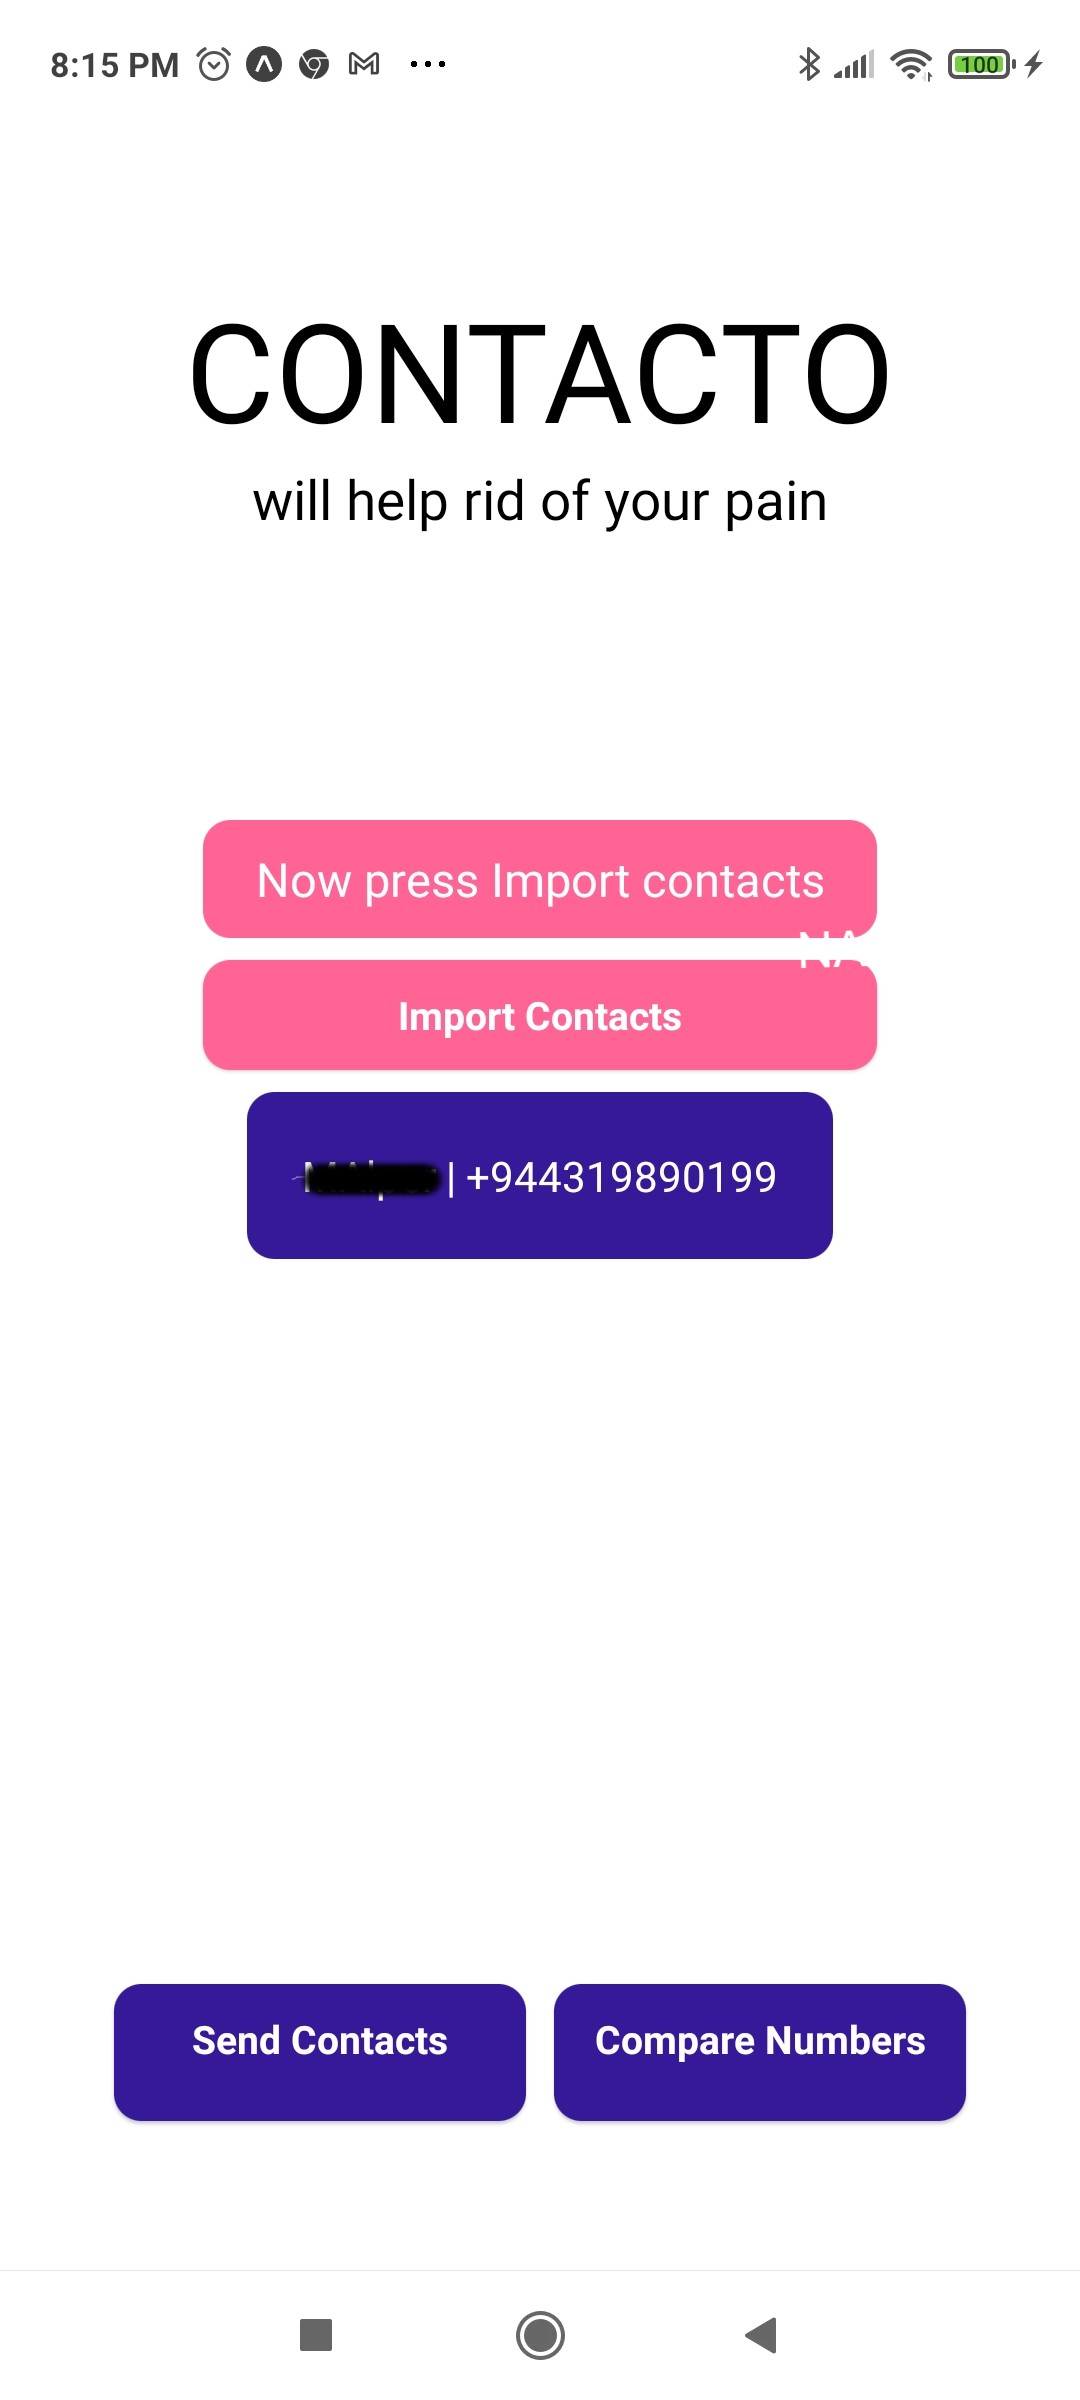 8:15 PM
100
CONTACTO
will help rid of your pain
Now press Import contacts
NA
Import Contacts
| +944319890199
Send Contacts
Compare Numbers